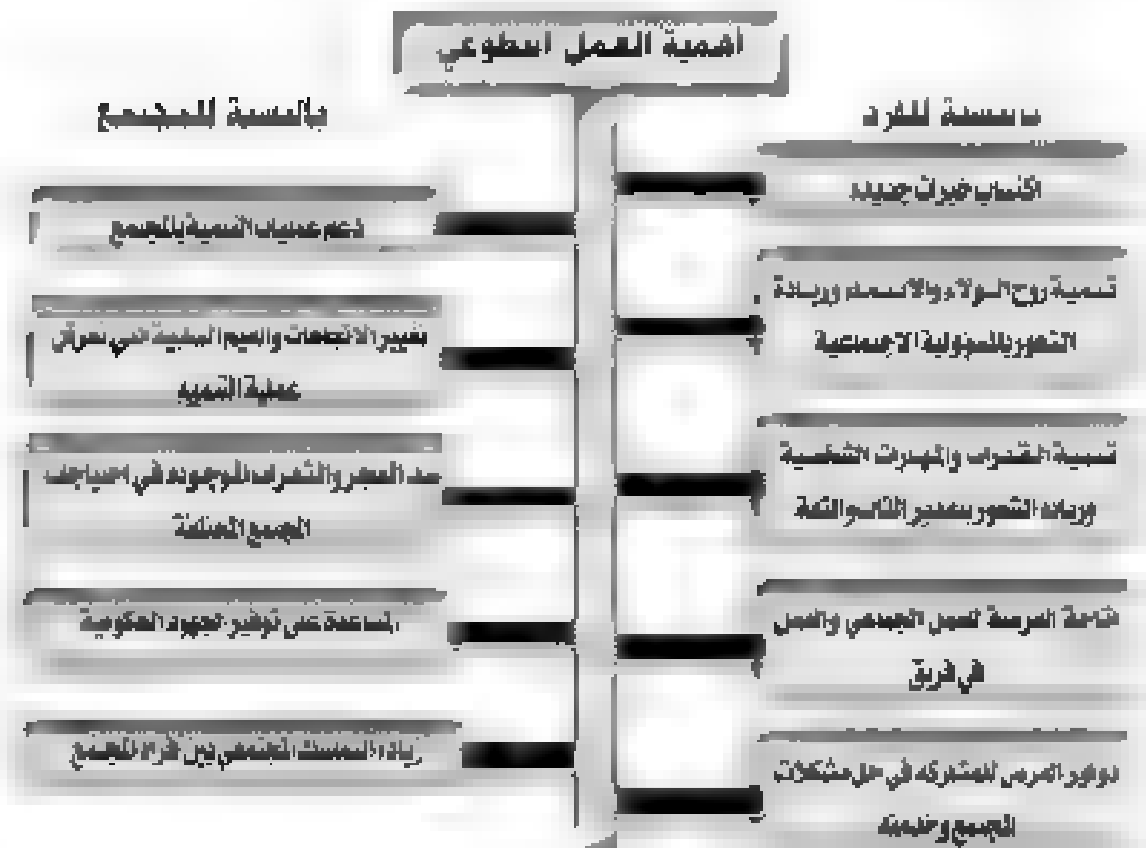 أهمية العمل التطوعي
بالنسبة للفرد
اكتساب خبرات جديدة
تنمية روح الولاء والانتماء وزيادة
الشعور بالمسئولية الاجتماعية
تنمية القدرات والمهارات الشخصية
وزيادة الشعور بتقدير الذات والثقة
إتاحة الفرصة للعمل الجماعي والعمل
في فريق
توفير الفرص للمشاركة في حل مشكلات
المجتمع وخدمته
بالنسبة للمجتمع
دعم عمليات التنمية بالمجتمع
تغيير الاتجاهات والقيم السلبية التي تعرقل
عملية التنمية
سد العجز والثغرات الموجودة في احتياجات
المجتمع المختلفة
المساعدة على توفير الجهود الحكومية
زيادة التماسك المجتمعي بين أفراد المجتمع